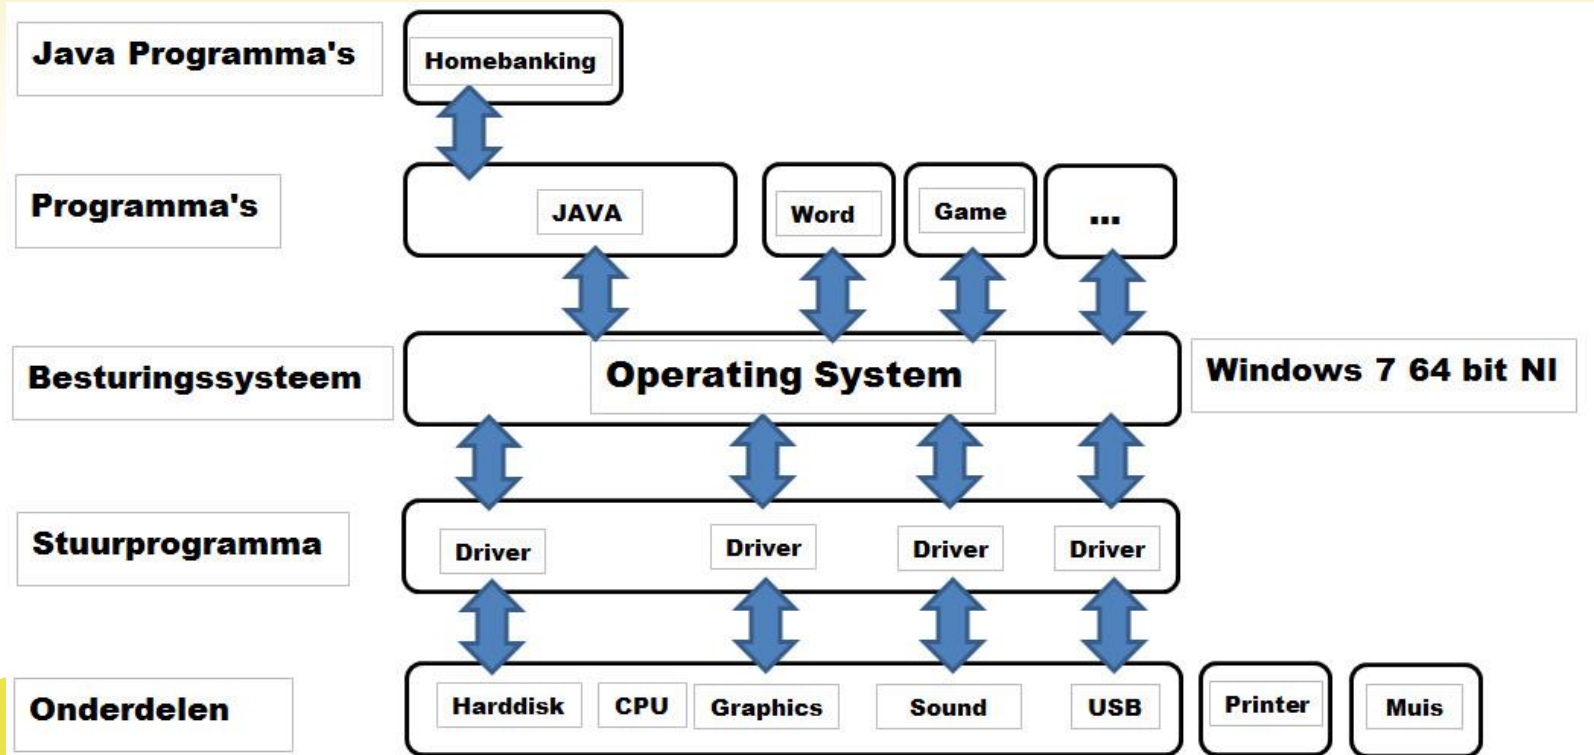 Java Programma's
Homebanking
Programma's
JAVA
Word
Game
...
Besturingssysteem
Operating System
Windows 7 64 bit Nl
Stuurprogramma
Driver
Driver
Driver
Driver
Onderdelen
Harddisk
CPU
Graphics
Sound
USB
Printer
Muis